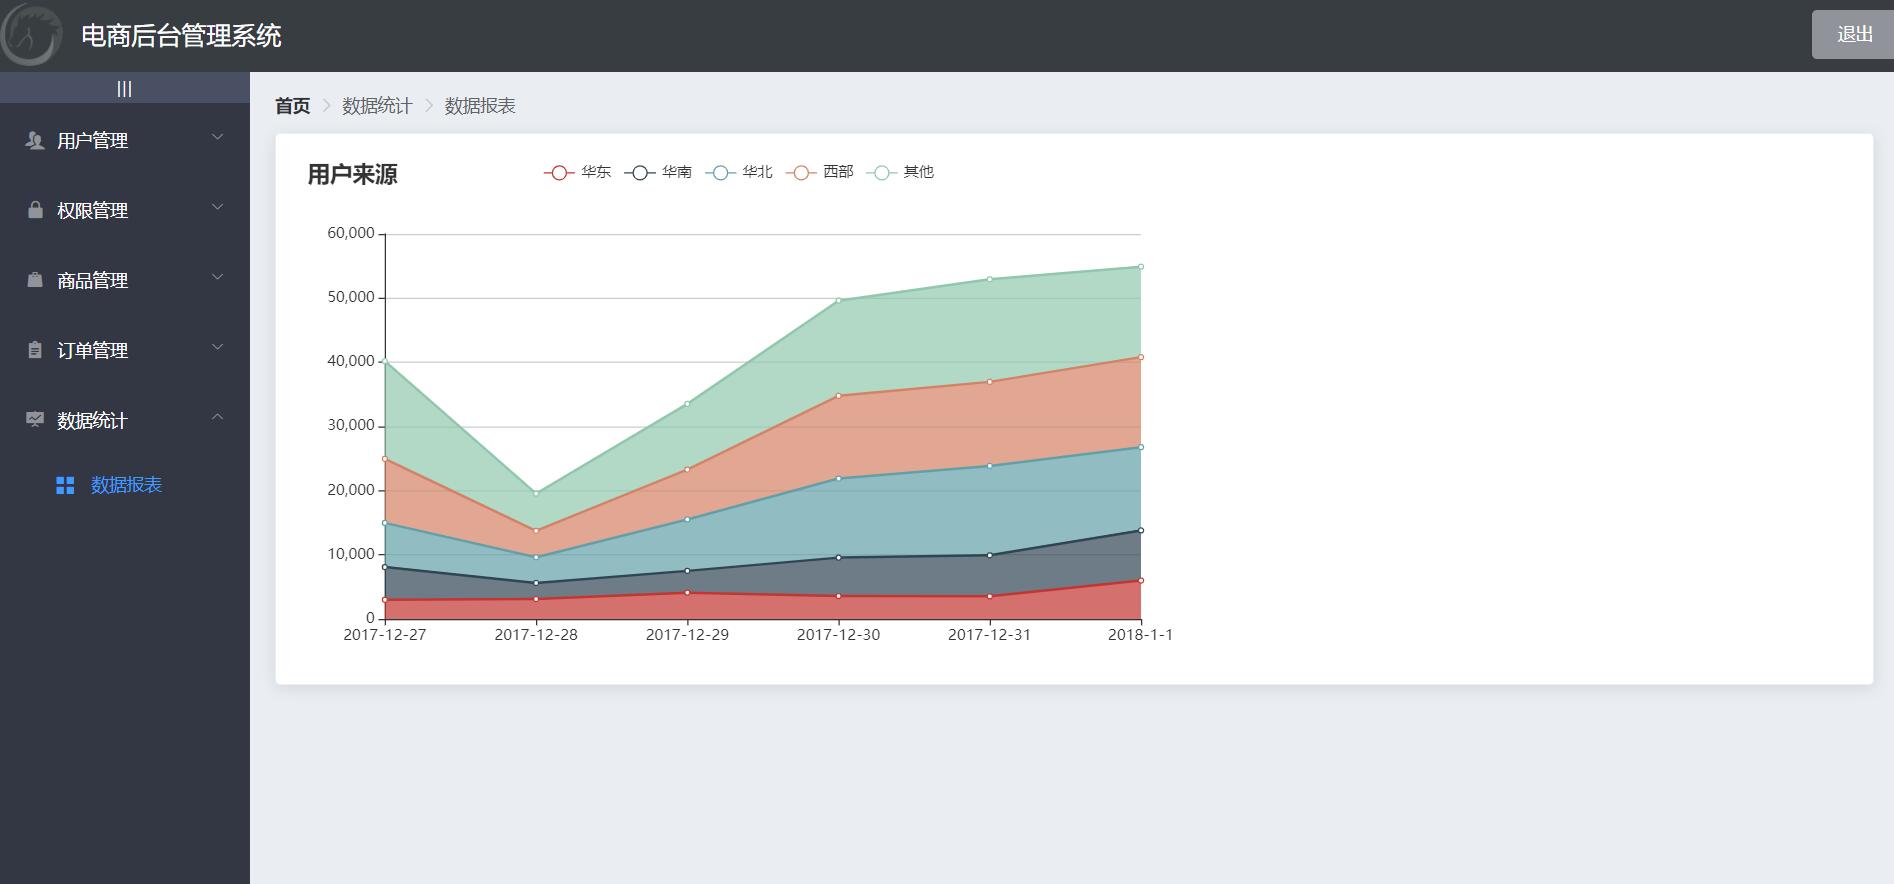 电商后台管理系统
退出
|||
用户管理
权限管理
商品管理
订单管理
数据统计
数据报表
首页 > 数据统计 > 数据报表
用户来源
华东 华南 华北 西部 其他
60,000
50,000
40,000
30,000
20,000
10,000
0
2017-12-27 2017-12-28 2017-12-29 2017-12-30 2017-12-31 2018-1-1